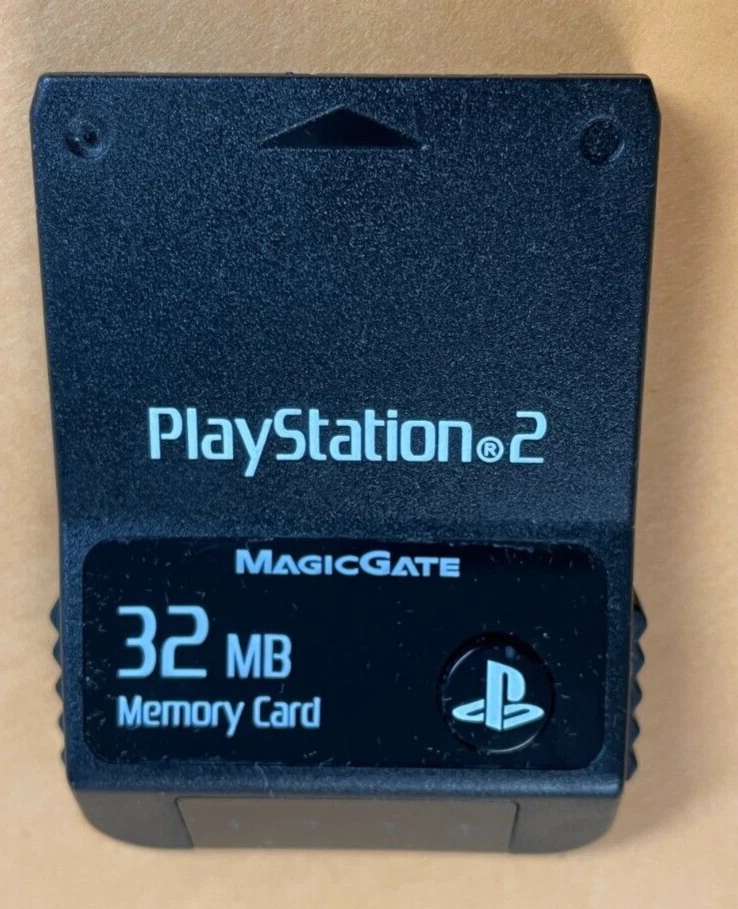 PlayStation®2
MAGICGATE
32 MB
Memory Card